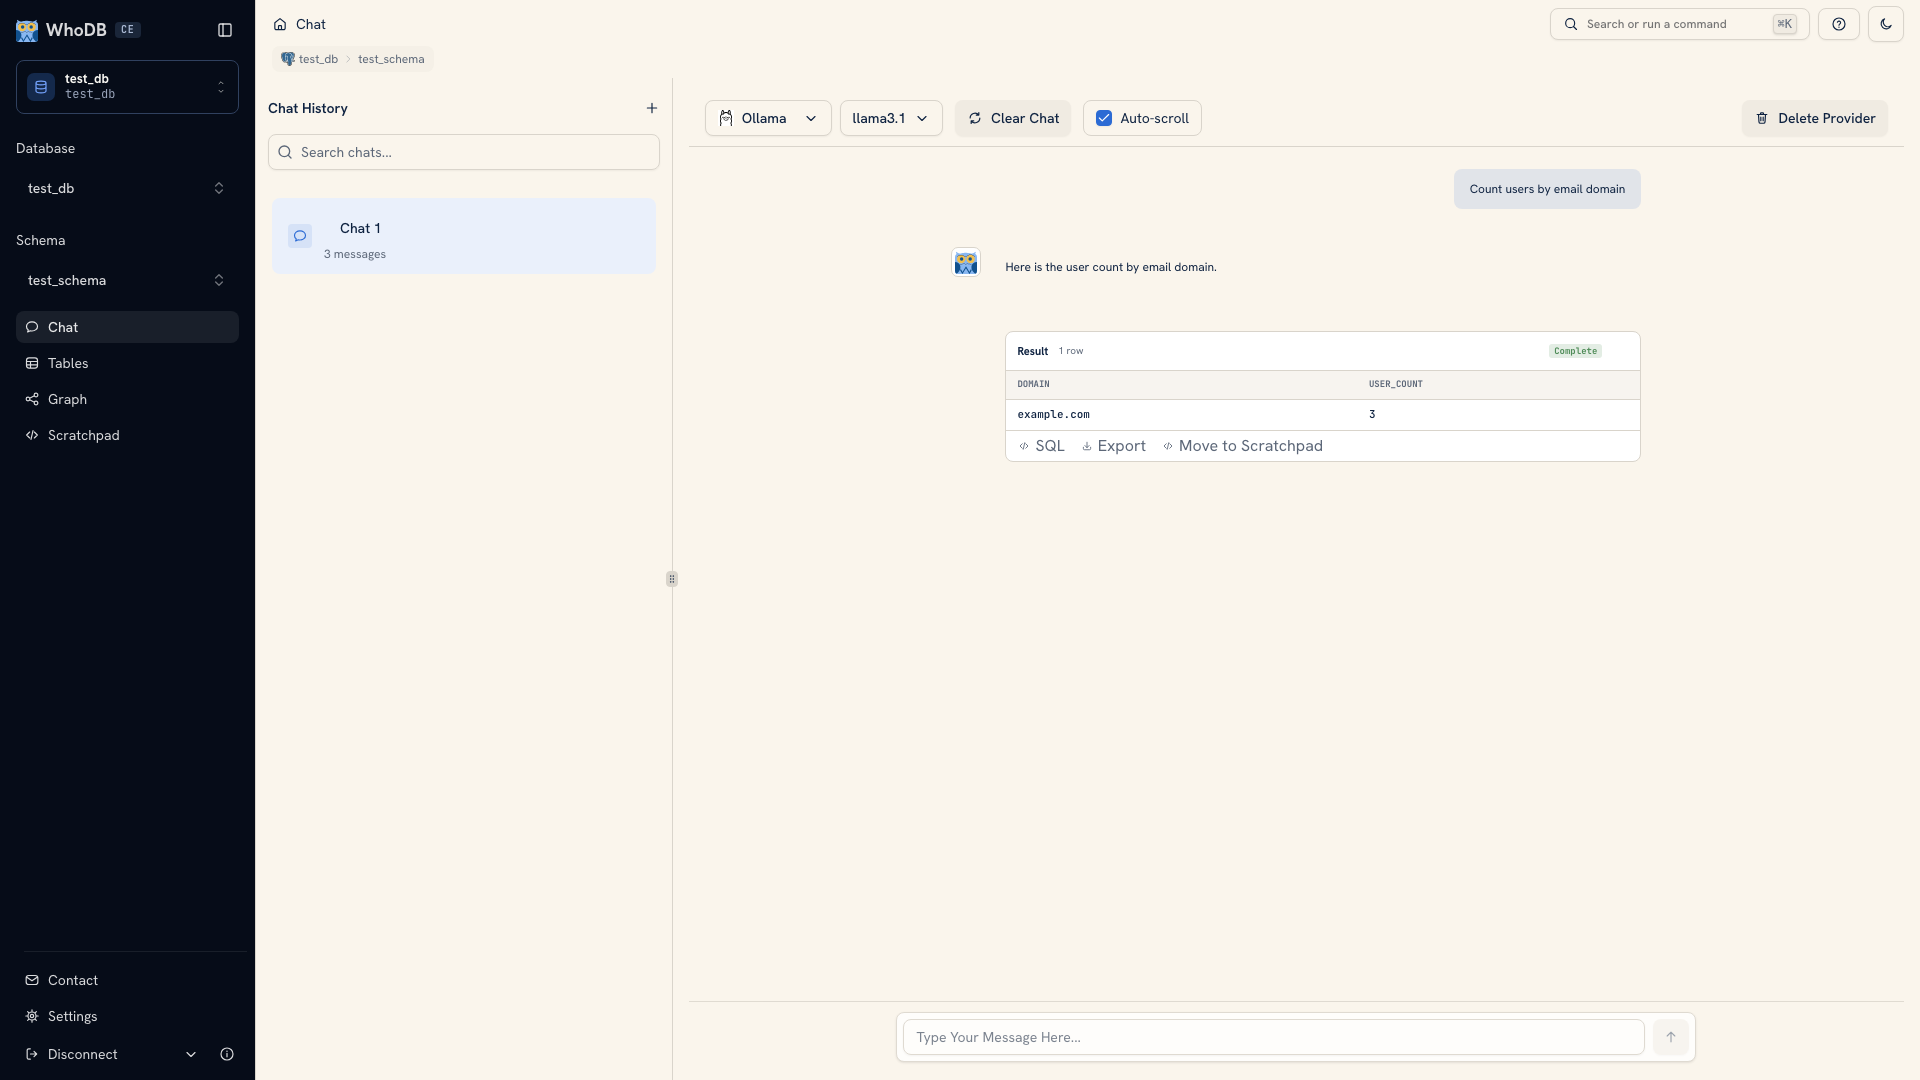 WhoDB CE
test_db
test_db
Database
test_db
Schema
test_schema
Chat
Tables
Graph
Scratchpad
Contact
Settings
Disconnect
Chat
test_db > test_schema
Search or run a command ⌘K
Chat History
Search chats...
Chat 1
3 messages
Ollama
llama3.1
Clear Chat
Auto-scroll
Delete Provider
Count users by email domain
Here is the user count by email domain.
Result 1 row Complete
DOMAIN USER_COUNT
example.com 3
SQL Export Move to Scratchpad
Type Your Message Here...